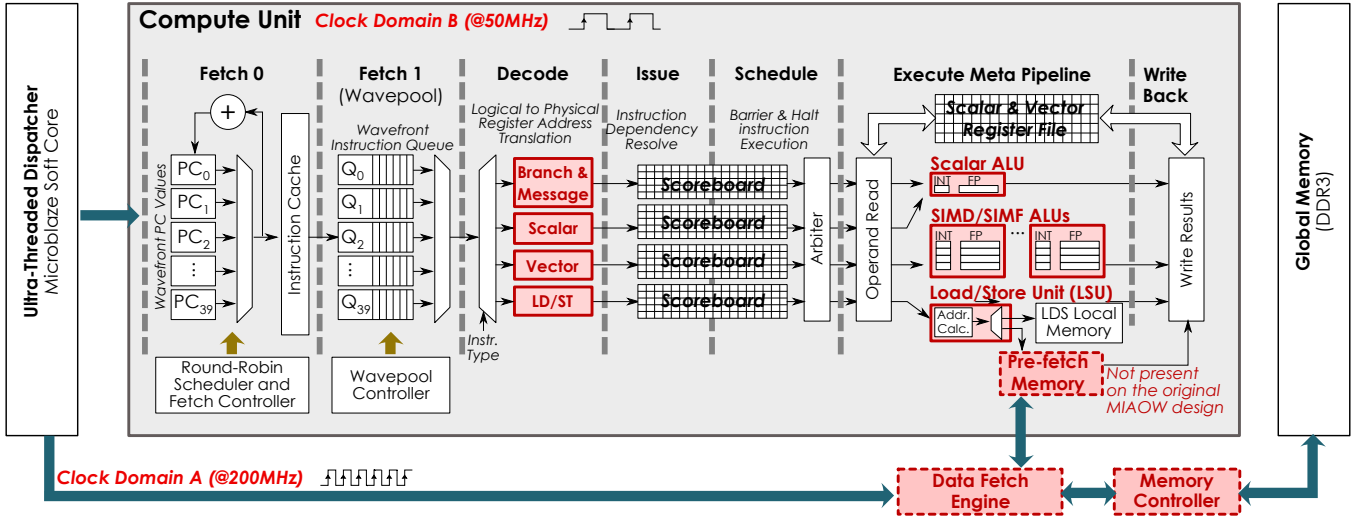 Ultra-Threaded Dispatcher
Microblaze Soft Core
Compute Unit
Clock Domain B (@50MHz)
Fetch 0
Wavefront PC Values
+
PC0
PC1
PC2
...
PC39
Instruction Cache
Round-Robin
Scheduler and
Fetch Controller
Fetch 1
(Wavepool)
Wavefront
Instruction Queue
Q0
Q1
Q2
...
Q39
Wavepool
Controller
Decode
Logical to Physical
Register Address
Translation
Instr.
Type
Branch &
Message
Scalar
Vector
LD/ST
Issue
Instruction
Dependency
Resolve
Schedule
Barrier & Halt
instruction
Execution
Scoreboard
Scoreboard
Scoreboard
Scoreboard
Arbiter
Execute Meta Pipeline
Scalar & Vector
Register File
Operand Read
Scalar ALU
INT
FP
SIMD/SIMF ALUs
INT
FP
...
INT
FP
Load/Store Unit (LSU)
Addr.
Calc.
LDS Local
Memory
Pre-fetch
Memory
Not present
on the original
MIAOW design
Write
Back
Write Results
Global Memory
(DDR3)
Clock Domain A (@200MHz)
Data Fetch
Engine
Memory
Controller